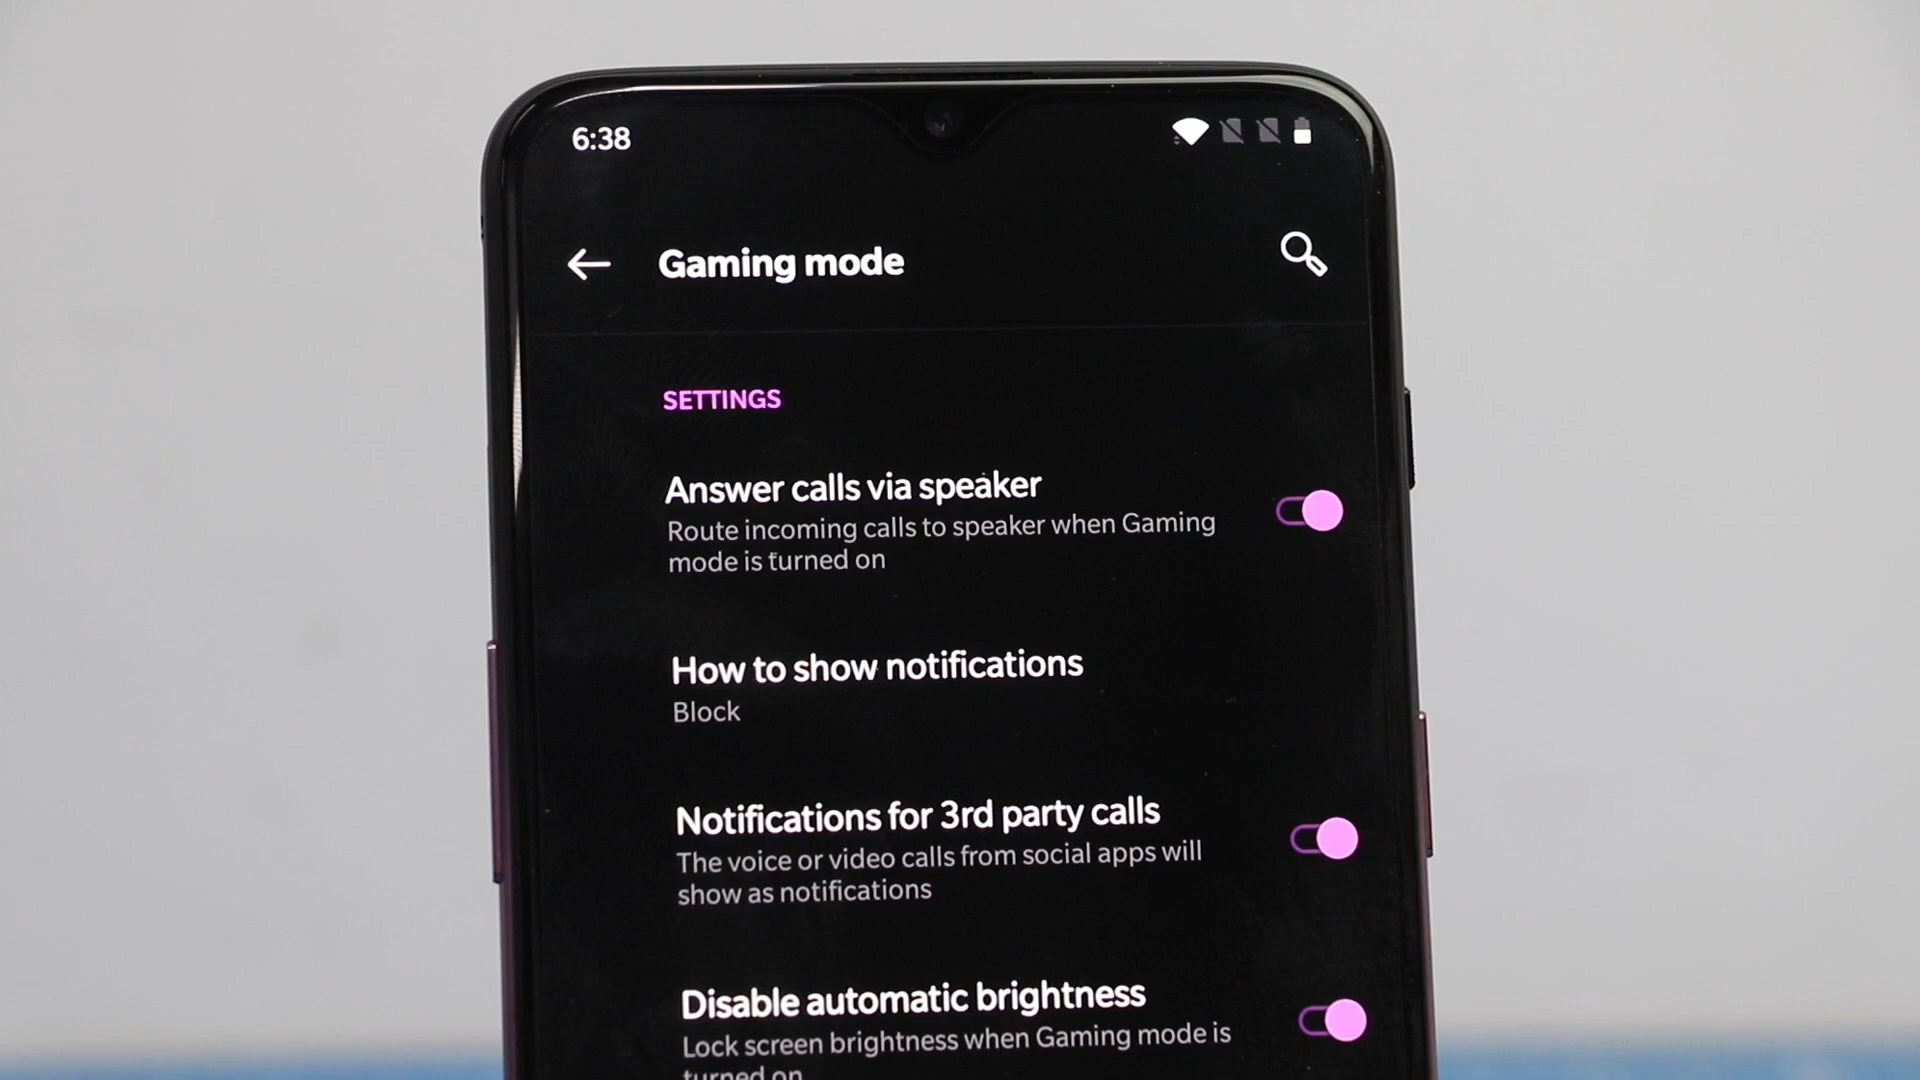 6:38
Gaming mode
SETTINGS
Answer calls via speaker
Route incoming calls to speaker when Gaming
mode is turned on
How to show notifications
Block
Notifications for 3rd party calls
The voice or video calls from social apps will
show as notifications
Disable automatic brightness
Lock screen brightness when Gaming mode is
turned on